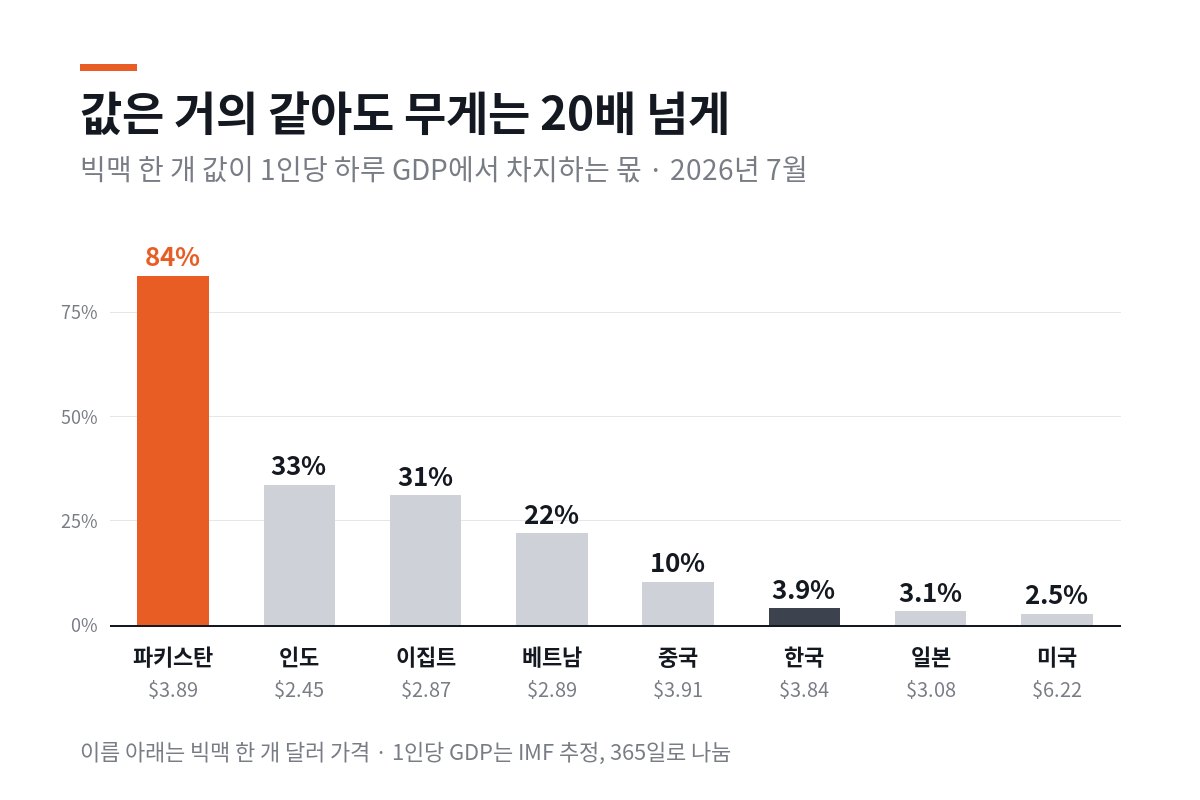 값은 거의 같아도 무게는 20배 넘게
빅맥 한 개 값이 1인당 하루 GDP에서 차지하는 몫 · 2026년 7월
84%
75%
50%
33%
31%
25%
22%
10%
3.9%
3.1%
2.5%
0%
파키스탄 인도 이집트 베트남 중국 한국 일본 미국
$3.89 $2.45 $2.87 $2.89 $3.91 $3.84 $3.08 $6.22
이름 아래는 빅맥 한 개 달러 가격 · 1인당 GDP는 IMF 추정, 365일로 나눔